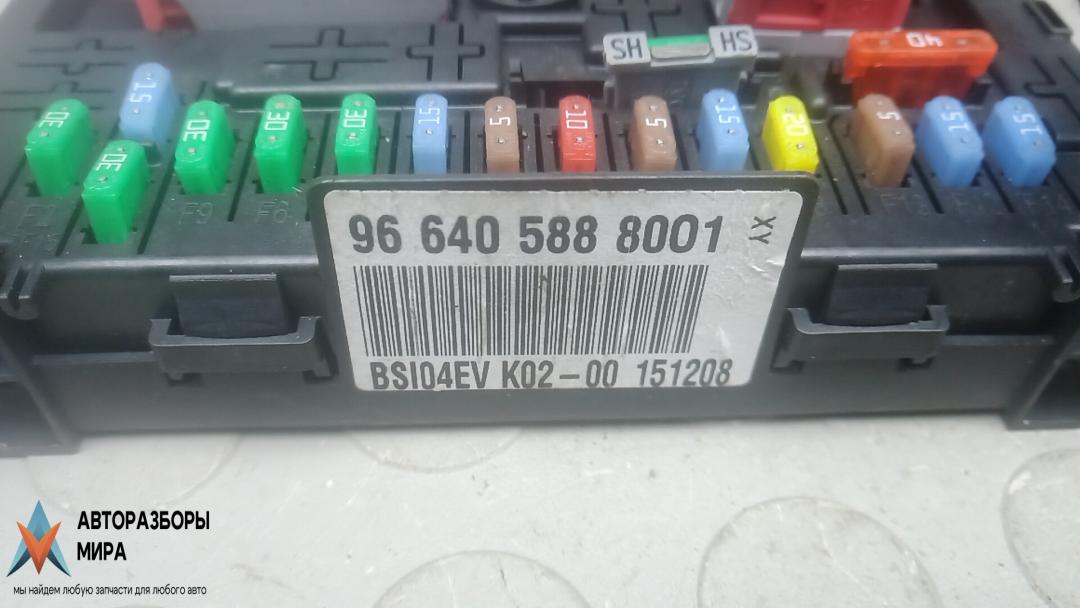 40
SH HS
30 15 30 30 30 30 15 5 10 5 15 20 5 15 15
F9 F6 F14
96 640 588 8001 XY
BSI04EV K02-00 151208
АВТОРАЗБОРЫ
МИРА
мы найдем любую запчасти для любого авто